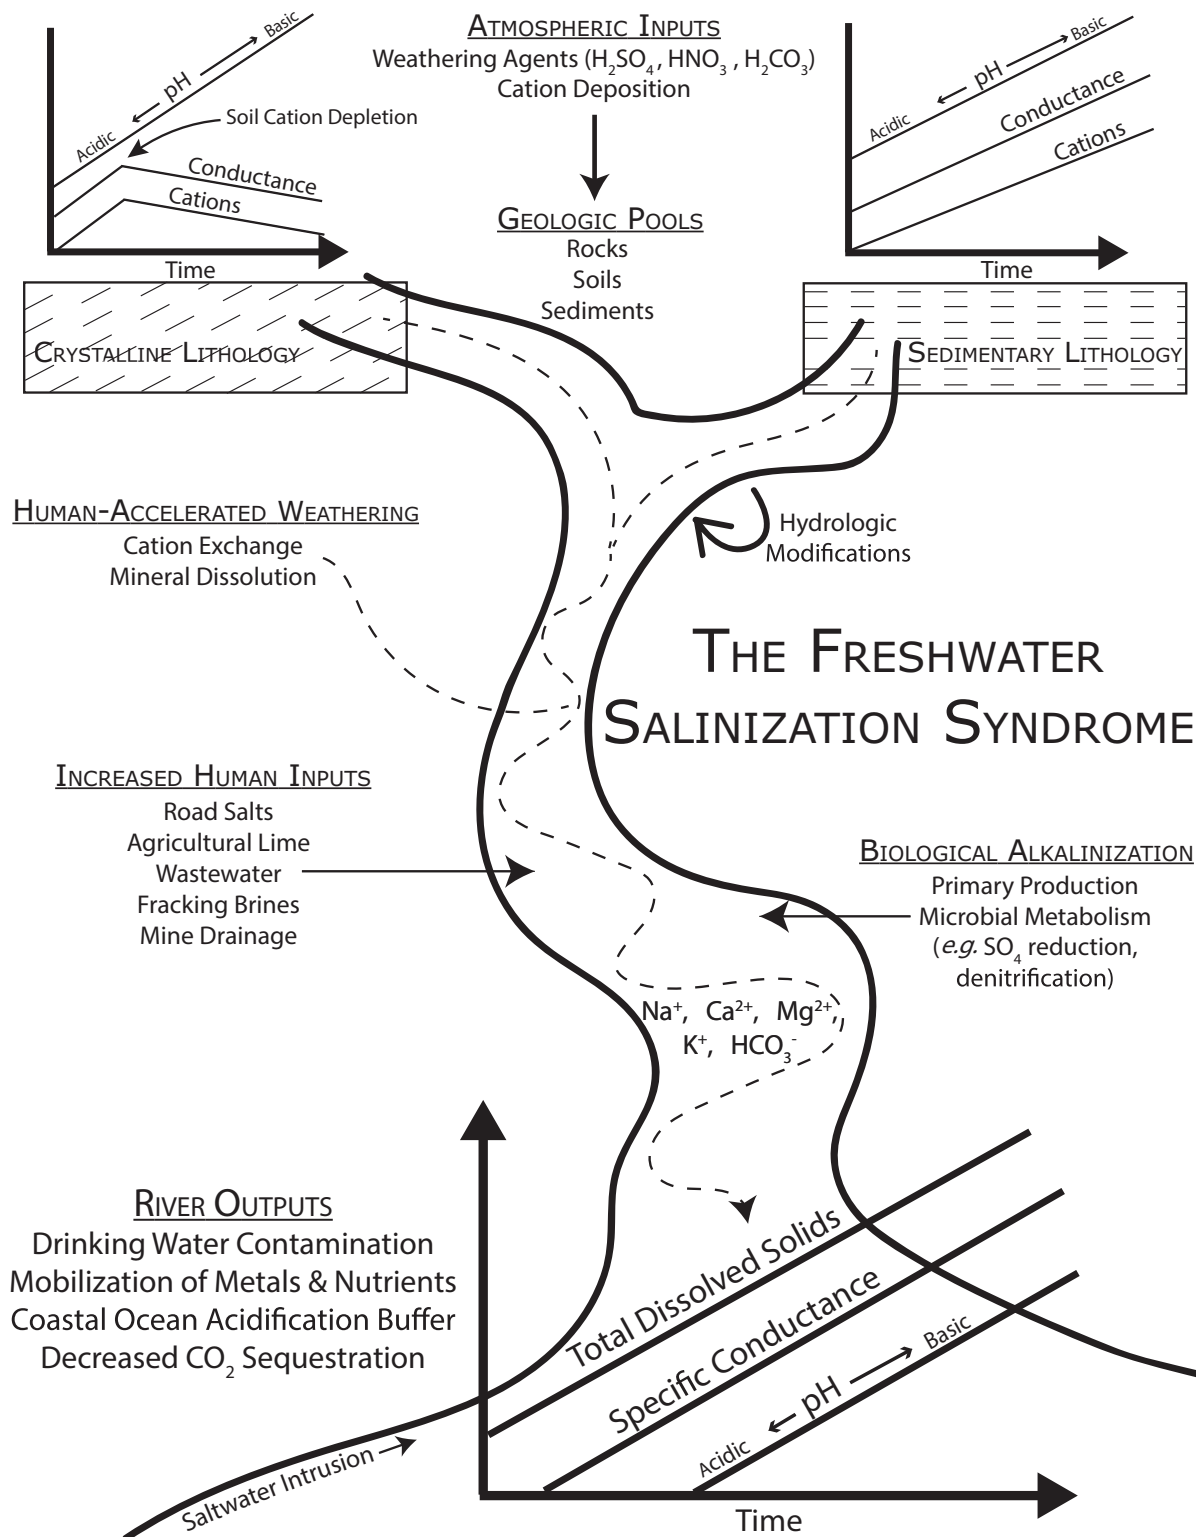 Acidic
pH
Basic
Soil Cation Depletion
Conductance
Cations
Time
CRYSTALLINE LITHOLOGY
ATMOSPHERIC INPUTS
Weathering Agents (H₂SO₄, HNO₃, H₂CO₃)
Cation Deposition
GEOLOGIC POOLS
Rocks
Soils
Sediments
Acidic
pH
Basic
Conductance
Cations
Time
SEDIMENTARY LITHOLOGY
HUMAN-ACCELERATED WEATHERING
Cation Exchange
Mineral Dissolution
Hydrologic
Modifications
THE FRESHWATER
SALINIZATION SYNDROME
INCREASED HUMAN INPUTS
Road Salts
Agricultural Lime
Wastewater
Fracking Brines
Mine Drainage
BIOLOGICAL ALKALINIZATION
Primary Production
Microbial Metabolism
(e.g. SO₄ reduction,
denitrification)
Na⁺, Ca²⁺, Mg²⁺,
K⁺, HCO₃⁻
RIVER OUTPUTS
Drinking Water Contamination
Mobilization of Metals & Nutrients
Coastal Ocean Acidification Buffer
Decreased CO₂ Sequestration
Saltwater Intrusion
Total Dissolved Solids
Specific Conductance
Acidic
pH
Basic
Time